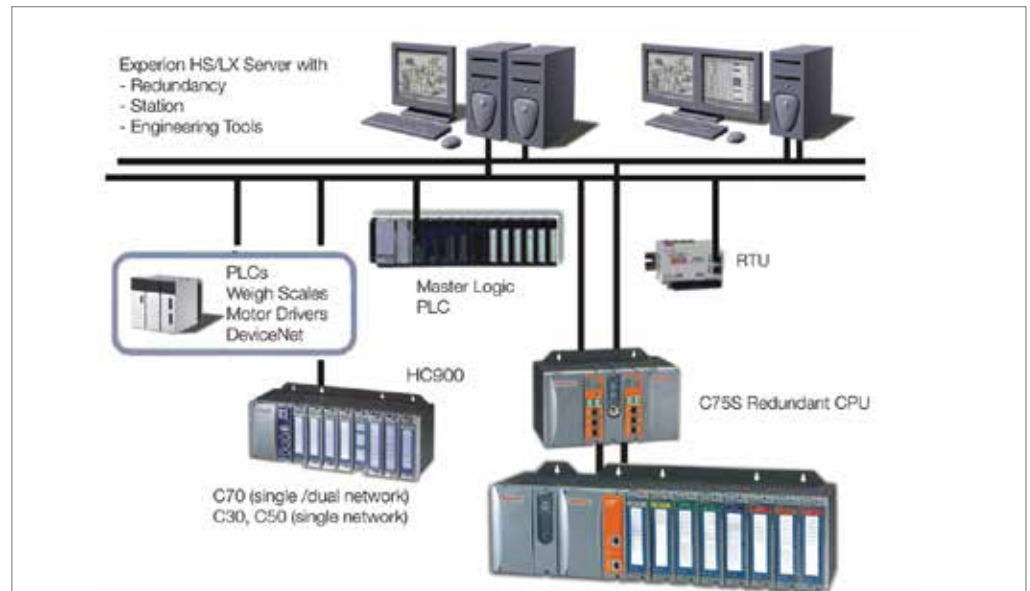 Experion HS/LX Server with
- Redundancy
- Station
- Engineering Tools
PLCs
Weigh Scales
Motor Drivers
DeviceNet
Master Logic
PLC
RTU
HC900
C75S Redundant CPU
C70 (single /dual network)
C30, C50 (single network)